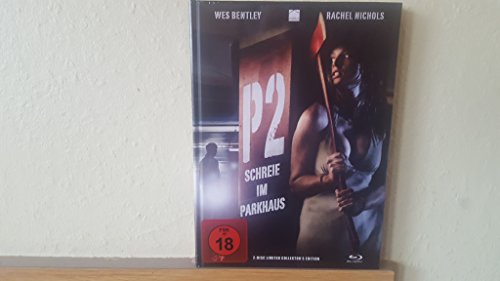 WES BENTLEY
RACHEL NICHOLS
P2
SCHREIE
IM
PARKHAUS
FSK
18
2-DISC LIMITED COLLECTOR'S EDITION